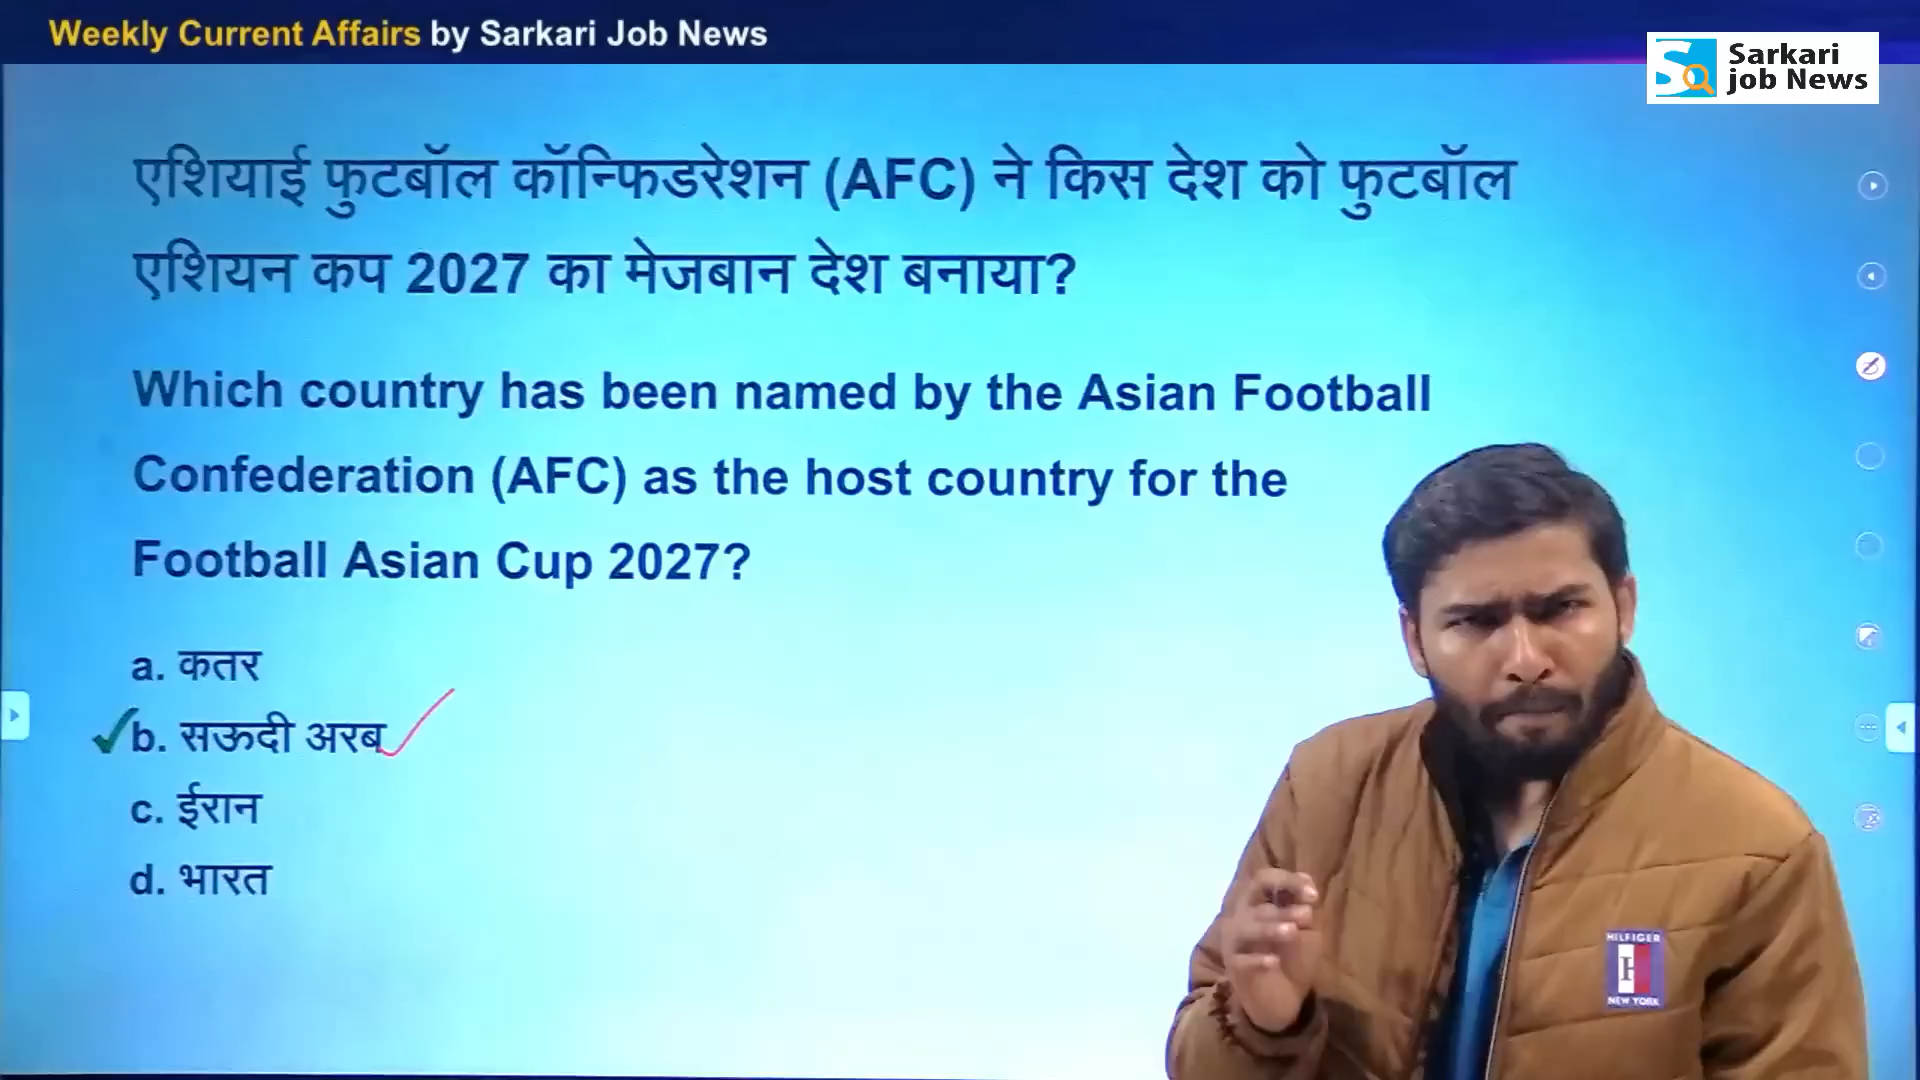 Weekly Current Affairs by Sarkari Job News
Sarkari
job News
एशियाई फुटबॉल कॉन्फिडरेशन (AFC) ने किस देश को फुटबॉल
एशियन कप 2027 का मेजबान देश बनाया?
Which country has been named by the Asian Football
Confederation (AFC) as the host country for the
Football Asian Cup 2027?
a. कतर
b. सऊदी अरब
c. ईरान
d. भारत
HILFIGER
H
NEW YORK